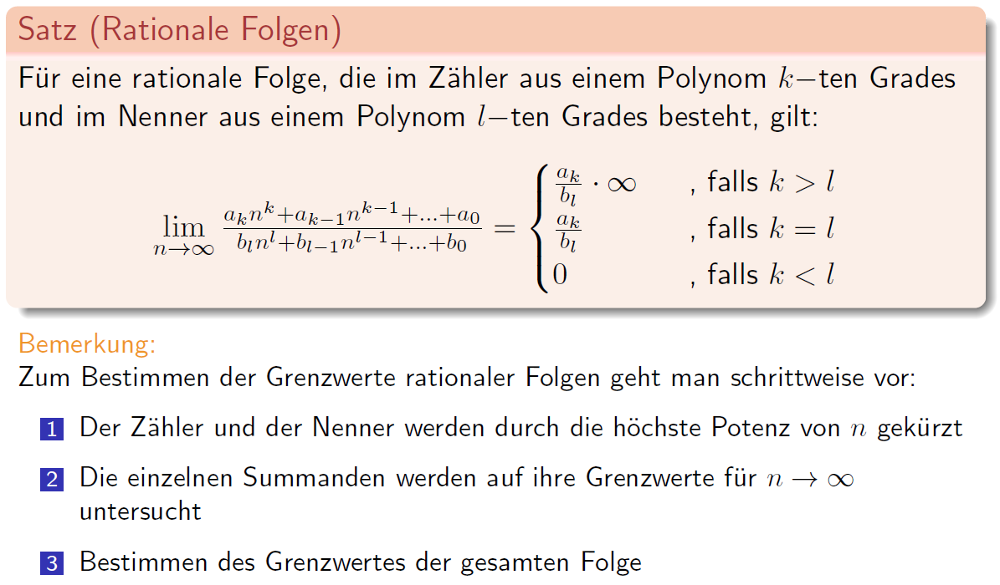 Satz (Rationale Folgen)
Für eine rationale Folge, die im Zähler aus einem Polynom $k-$ten Grades
und im Nenner aus einem Polynom $l-$ten Grades besteht, gilt:
$$\lim_{n \to \infty} \frac{a_k n^k + a_{k-1} n^{k-1} + \ldots + a_0}{b_l n^l + b_{l-1} n^{l-1} + \ldots + b_0} = \begin{cases} \frac{a_k}{b_l} \cdot \infty & \text{, falls } k > l \\ \frac{a_k}{b_l} & \text{, falls } k = l \\ 0 & \text{, falls } k < l \end{cases}$$
Bemerkung:
Zum Bestimmen der Grenzwerte rationaler Folgen geht man schrittweise vor:
1 Der Zähler und der Nenner werden durch die höchste Potenz von $n$ gekürzt
2 Die einzelnen Summanden werden auf ihre Grenzwerte für $n \to \infty$
untersucht
3 Bestimmen des Grenzwertes der gesamten Folge